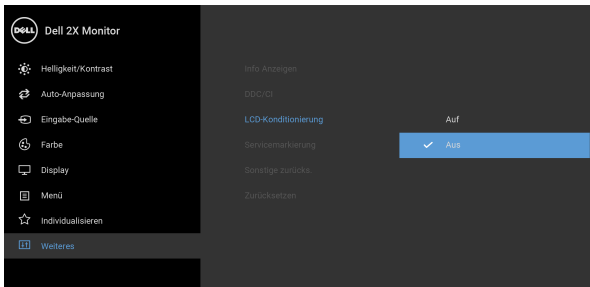 DELL
Dell 2X Monitor
Helligkeit/Kontrast
Auto-Anpassung
Eingabe-Quelle
Farbe
Display
Menü
Individualisieren
Weiteres
Info Anzeigen
DDC/CI
LCD-Konditionierung
Servicemarkierung
Sonstige zurücks.
Zurücksetzen
Auf
Aus